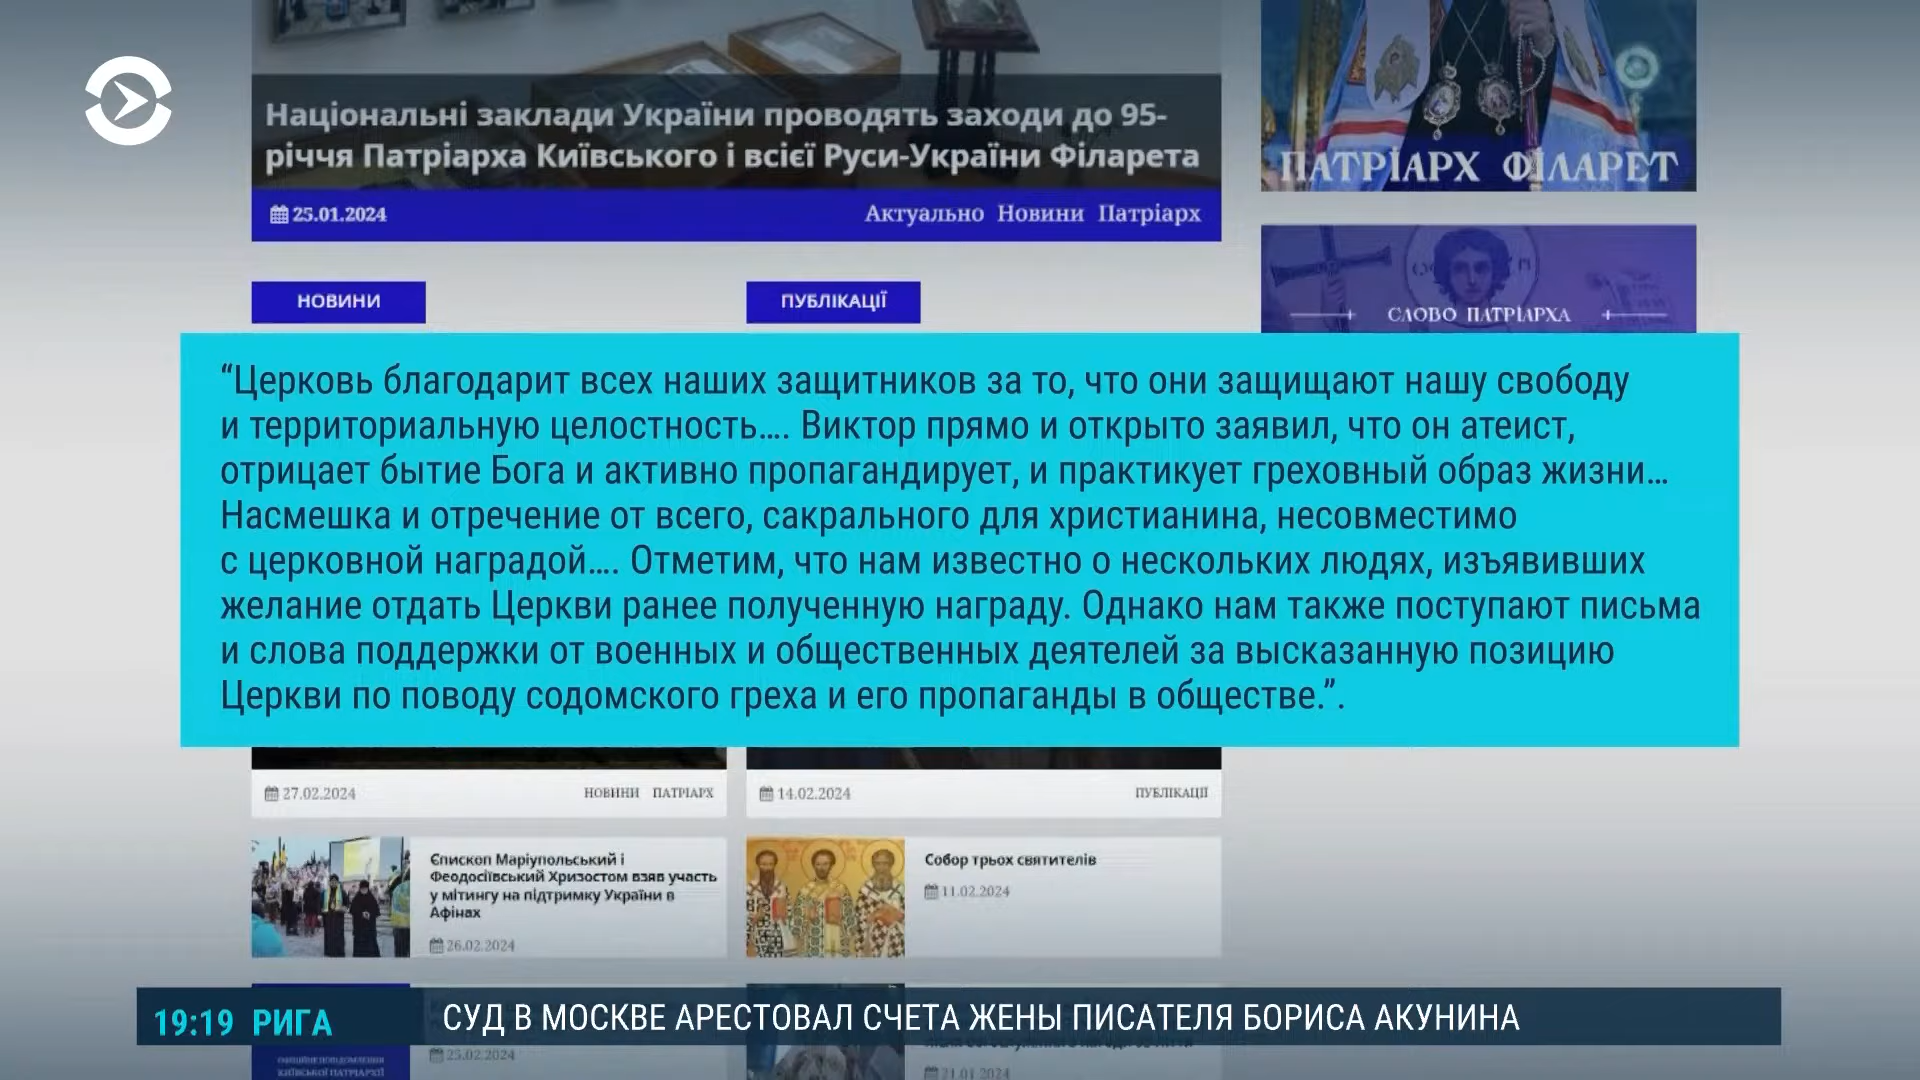 Національні заклади України проводять заходи до 95-
річчя Патріарха Київського і всієї Руси-України Філарета
25.01.2024
Актуально Новини Патріарх
ПАТРІАРХ ФІЛАРЕТ
НОВИНИ
ПУБЛІКАЦІЇ
СЛОВО ПАТРІАРХА
“Церковь благодарит всех наших защитников за то, что они защищают нашу свободу
и территориальную целостность…. Виктор прямо и открыто заявил, что он атеист,
отрицает бытие Бога и активно пропагандирует, и практикует греховный образ жизни…
Насмешка и отречение от всего, сакрального для христианина, несовместимо
с церковной наградой…. Отметим, что нам известно о нескольких людях, изъявивших
желание отдать Церкви ранее полученную награду. Однако нам также поступают письма
и слова поддержки от военных и общественных деятелей за высказанную позицию
Церкви по поводу содомского греха и его пропаганды в обществе.”.
27.02.2024
НОВИНИ ПАТРІАРХ
14.02.2024
ПУБЛІКАЦІЇ
Єпископ Маріупольський і
Феодосіївський Хризостом взяв участь
у мітингу на підтримку України в
Афінах
26.02.2024
Собор трьох святителів
11.02.2024
19:19 РИГА
СУД В МОСКВЕ АРЕСТОВАЛ СЧЕТА ЖЕНЫ ПИСАТЕЛЯ БОРИСА АКУНИНА
ОФІЦІЙНЕ ПОВІДОМЛЕННЯ
КИЇВСЬКОЇ ПАТРІАРХІЇ
25.02.2024
21.01.2024